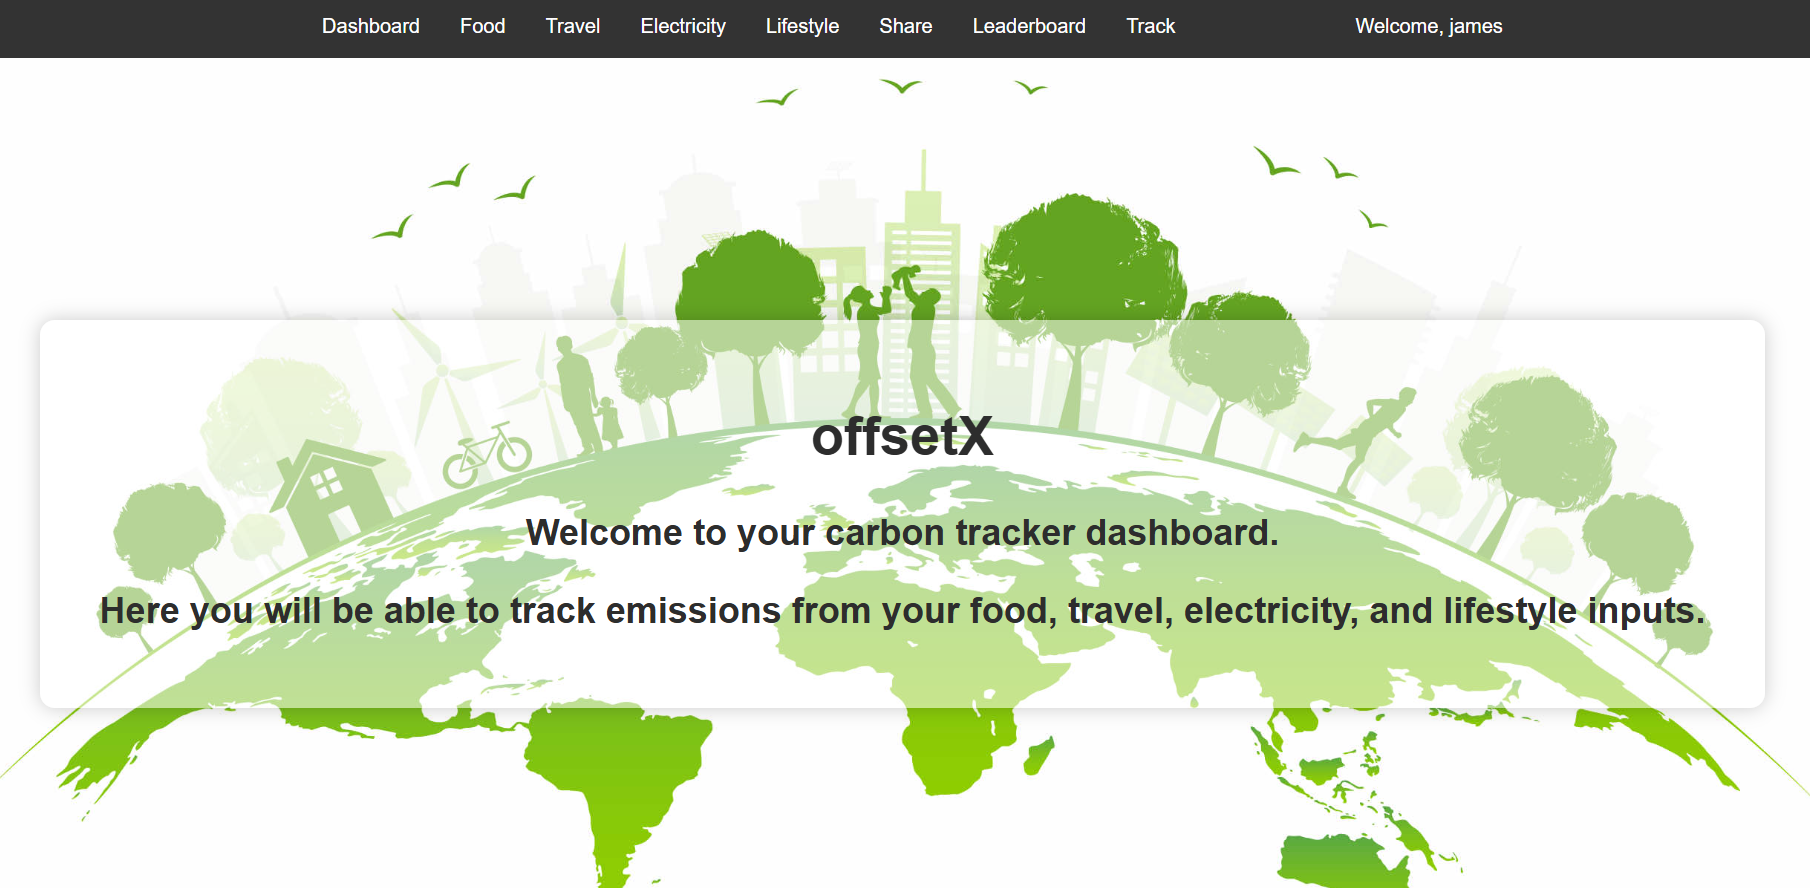 Dashboard Food Travel Electricity Lifestyle Share Leaderboard Track Welcome, james
offsetX
Welcome to your carbon tracker dashboard.
Here you will be able to track emissions from your food, travel, electricity, and lifestyle inputs.